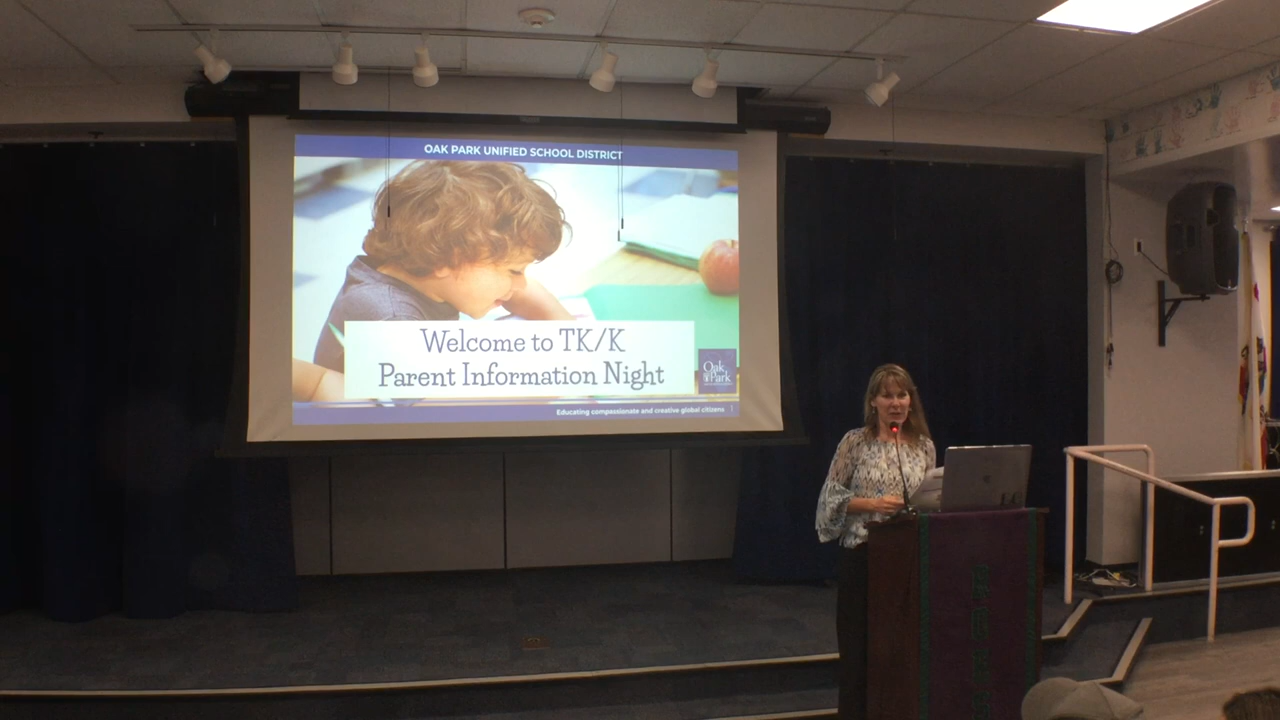 OAK PARK UNIFIED SCHOOL DISTRICT
Welcome to TK/K
Parent Information Night
Oak
Park
Educating compassionate and creative global citizens